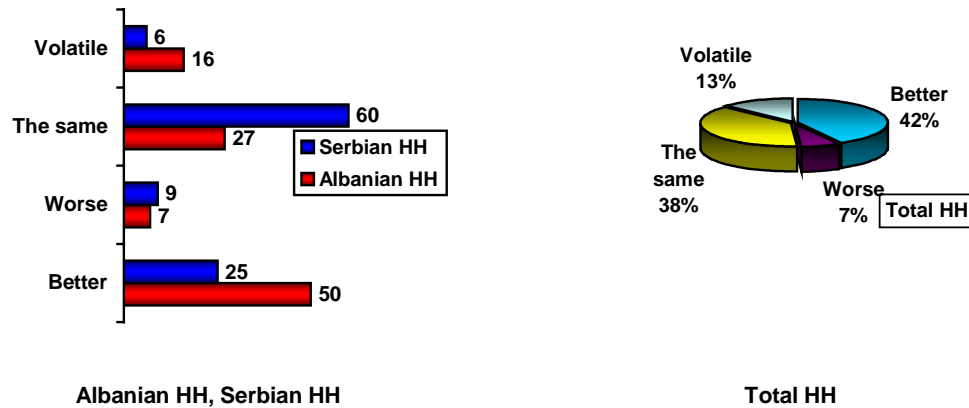 Volatile
6
16
The same
60
27
Serbian HH
Albanian HH
Worse
9
7
Better
25
50
Albanian HH, Serbian HH
Volatile
13%
Better
42%
The
same
38%
Worse
7%
Total HH
Total HH